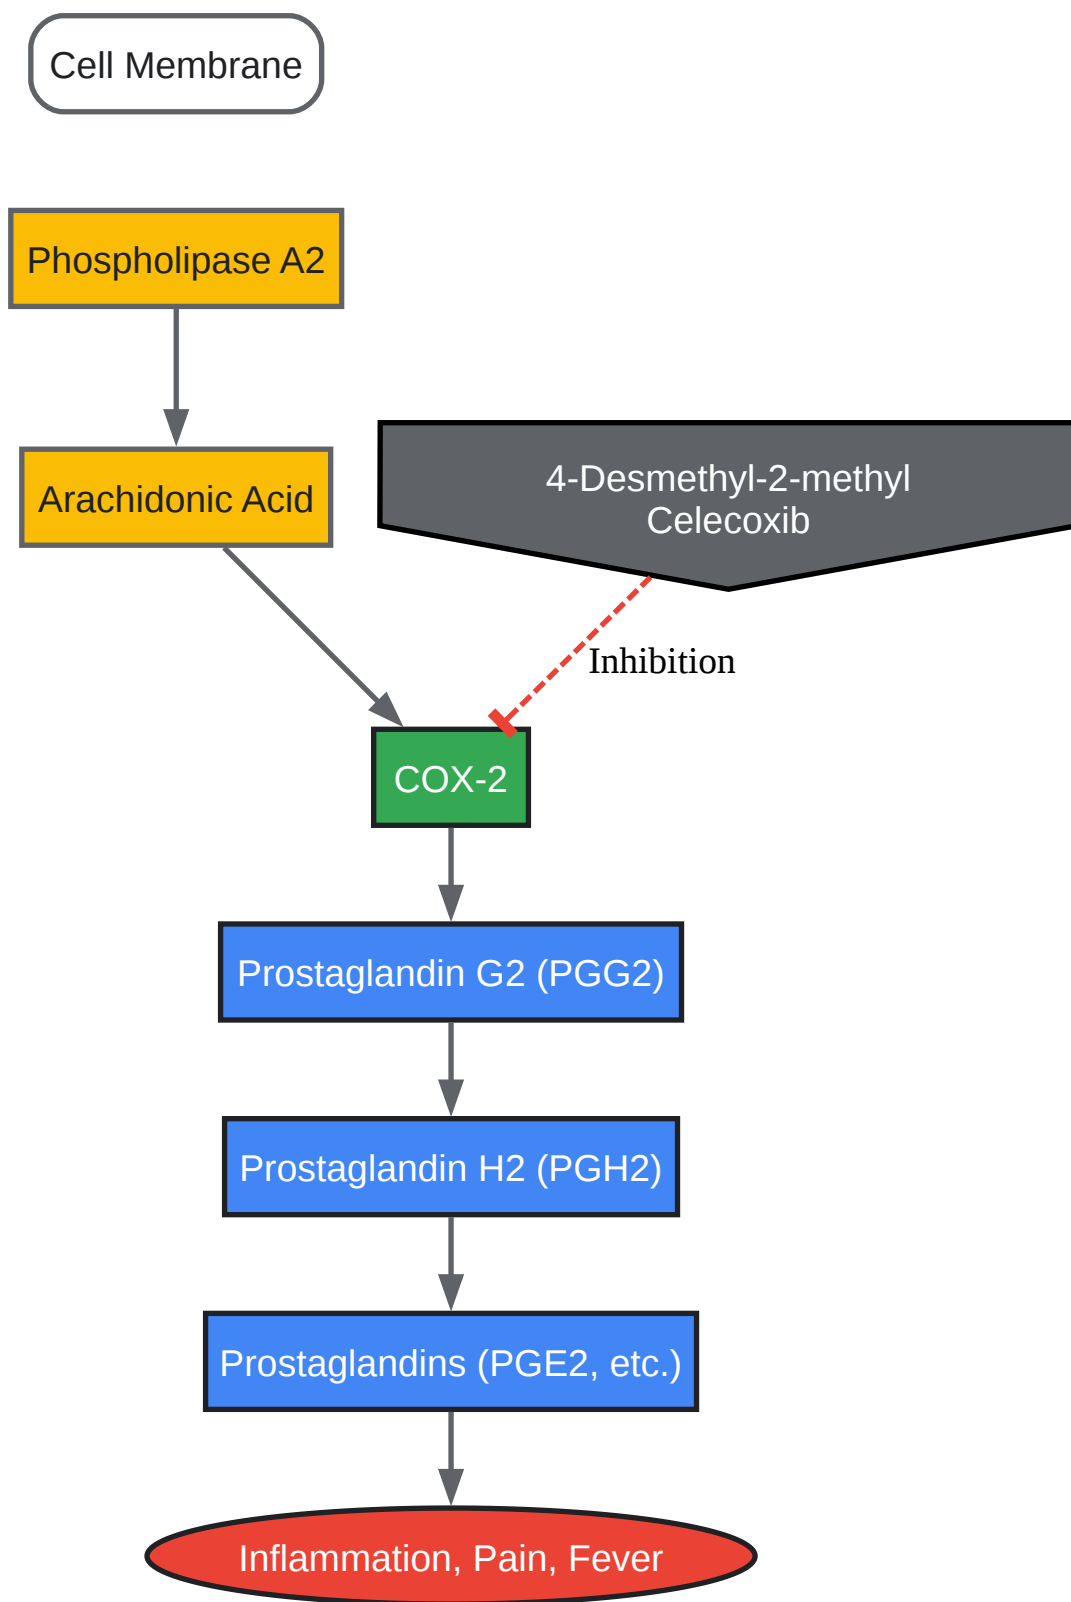 Cell Membrane
Phospholipase A2
Arachidonic Acid
4-Desmethyl-2-methyl
Celecoxib
Inhibition
COX-2
Prostaglandin G2 (PGG2)
Prostaglandin H2 (PGH2)
Prostaglandins (PGE2, etc.)
Inflammation, Pain, Fever